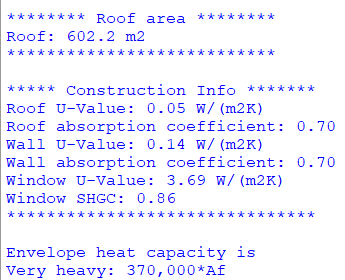 ******** Roof area ********
Roof: 602.2 m2
***************************
***** Construction Info *******
Roof U-Value: 0.05 W/(m2K)
Roof absorption coefficient: 0.70
Wall U-Value: 0.14 W/(m2K)
Wall absorption coefficient: 0.70
Window U-Value: 3.69 W/(m2K)
Window SHGC: 0.86
*******************************
Envelope heat capacity is
Very heavy: 370,000*Af